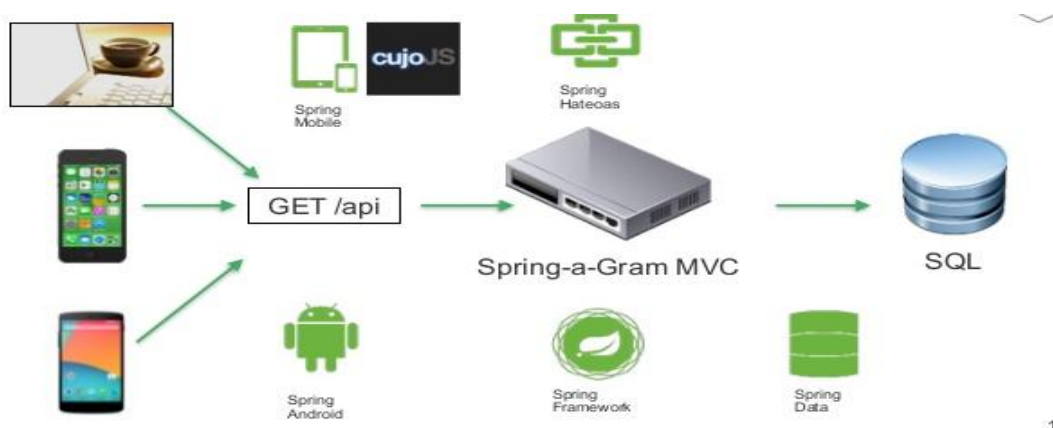 cujoJS
Spring
Mobile
Spring
Hateoas
GET /api
Spring-a-Gram MVC
SQL
Spring
Android
Spring
Framework
Spring
Data
1